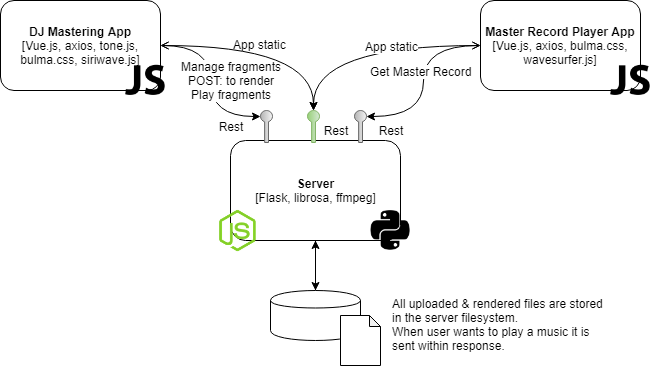 DJ Mastering App
[Vue.js, axios, tone.js,
bulma.css, siriwave.js]
JS
Master Record Player App
[Vue.js, axios, bulma.css,
wavesurfer.js]
JS
App static
App static
Manage fragments
POST: to render
Play fragments
Get Master Record
Rest
Rest
Rest
Server
[Flask, librosa, ffmpeg]
JS
All uploaded & rendered files are stored
in the server filesystem.
When user wants to play a music it is
sent within response.